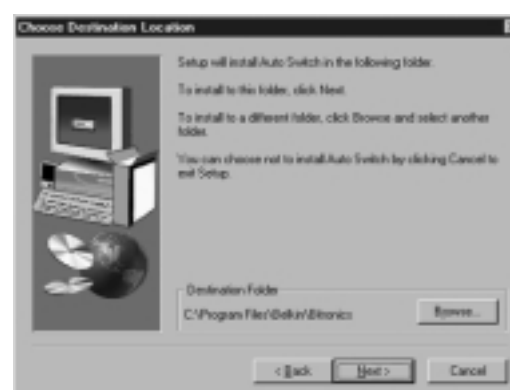 Choose Destination Location
Setup will install Auto Switch in the following folder.
To install to this folder, click Next.
To install to a different folder, click Browse and select another
folder.
You can choose not to install Auto Switch by clicking Cancel to
exit Setup.
Destination Folder
C:\Program Files\Belkin\Bitronics
Browse...
< Back
Next >
Cancel